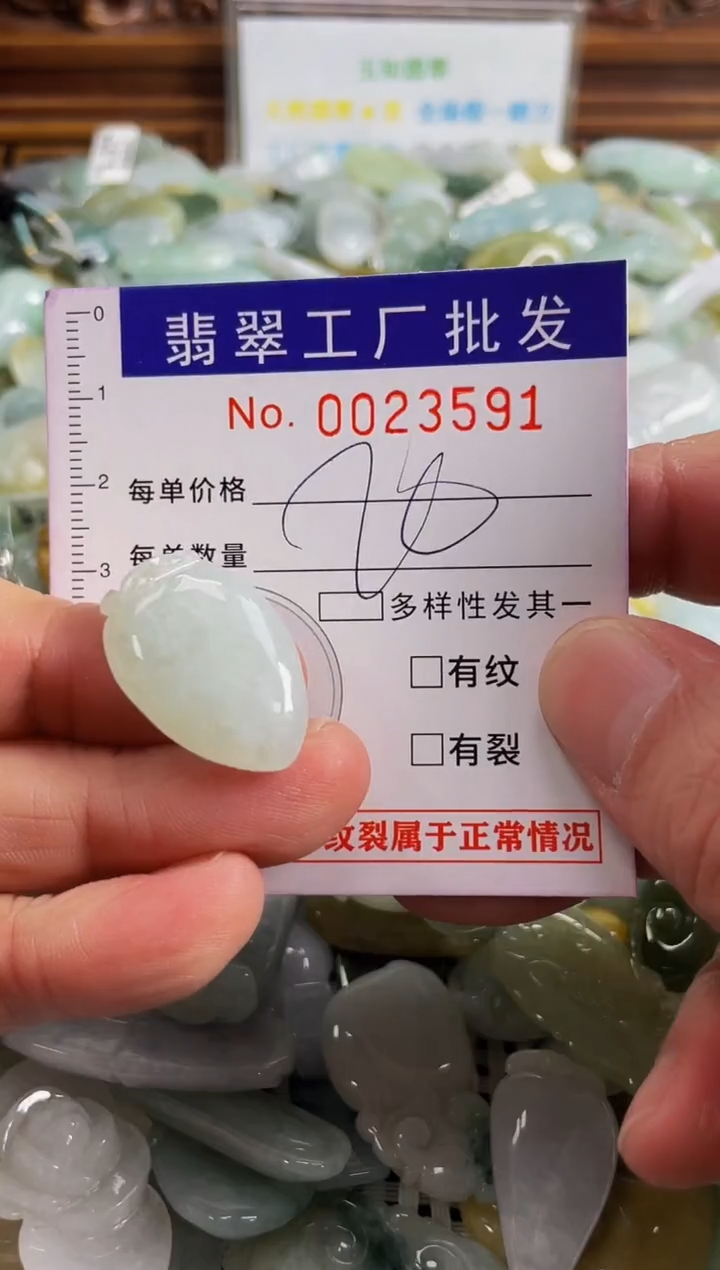 0
翡翠工厂批发
1
No. 0023591
2
每单价格
每单数量
3
多样性发其一
□有纹
□有裂
纹裂属于正常情况